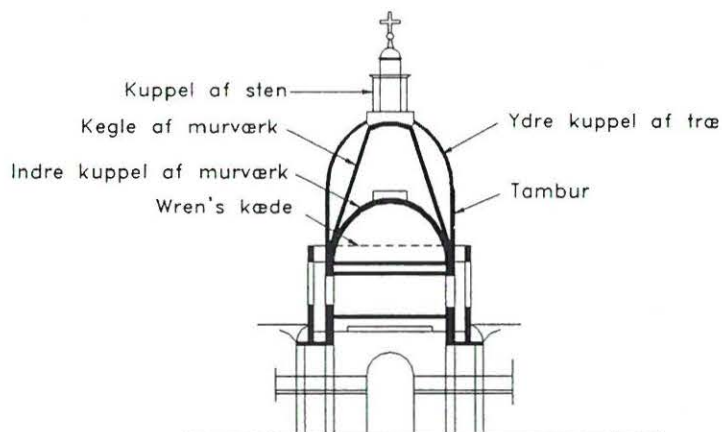 Kuppel af sten
Kegle af murværk
Ydre kuppel af træ
Indre kuppel af murværk
Tambur
Wren's kæde